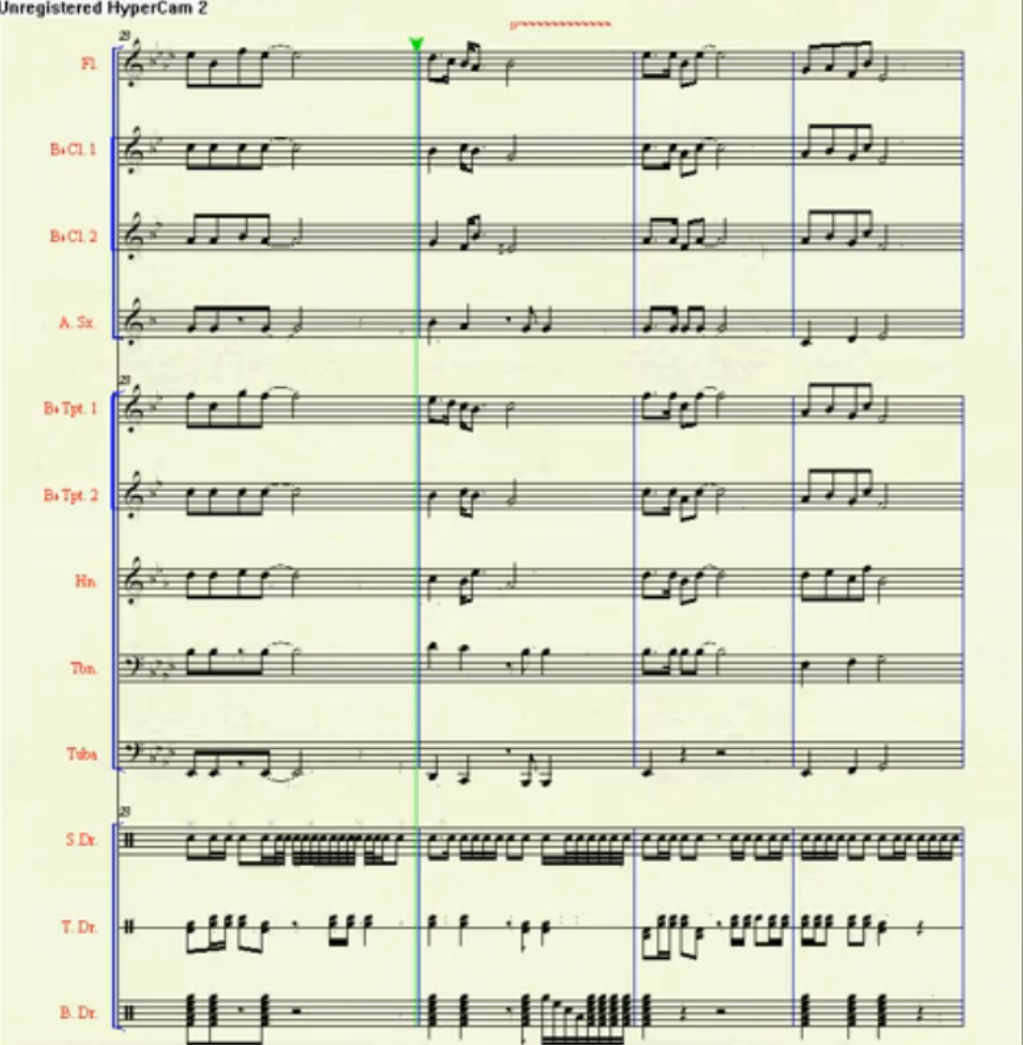 Unregistered HyperCam 2
23
Fl.
B♭ Cl. 1
B♭ Cl. 2
A. Sx.
23
B♭ Tpt. 1
B♭ Tpt. 2
Hn.
Tbn.
Tuba
23
S.Dr.
T. Dr.
B. Dr.